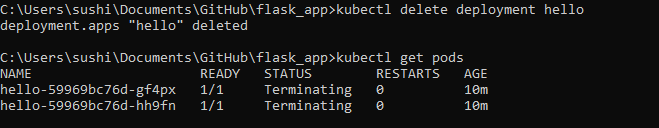 C:\Users\sushi\Documents\GitHub\flask_app>kubectl delete deployment hello
deployment.apps "hello" deleted
C:\Users\sushi\Documents\GitHub\flask_app>kubectl get pods
NAME READY STATUS RESTARTS AGE
hello-59969bc76d-gf4px 1/1 Terminating 0 10m
hello-59969bc76d-hh9fn 1/1 Terminating 0 10m